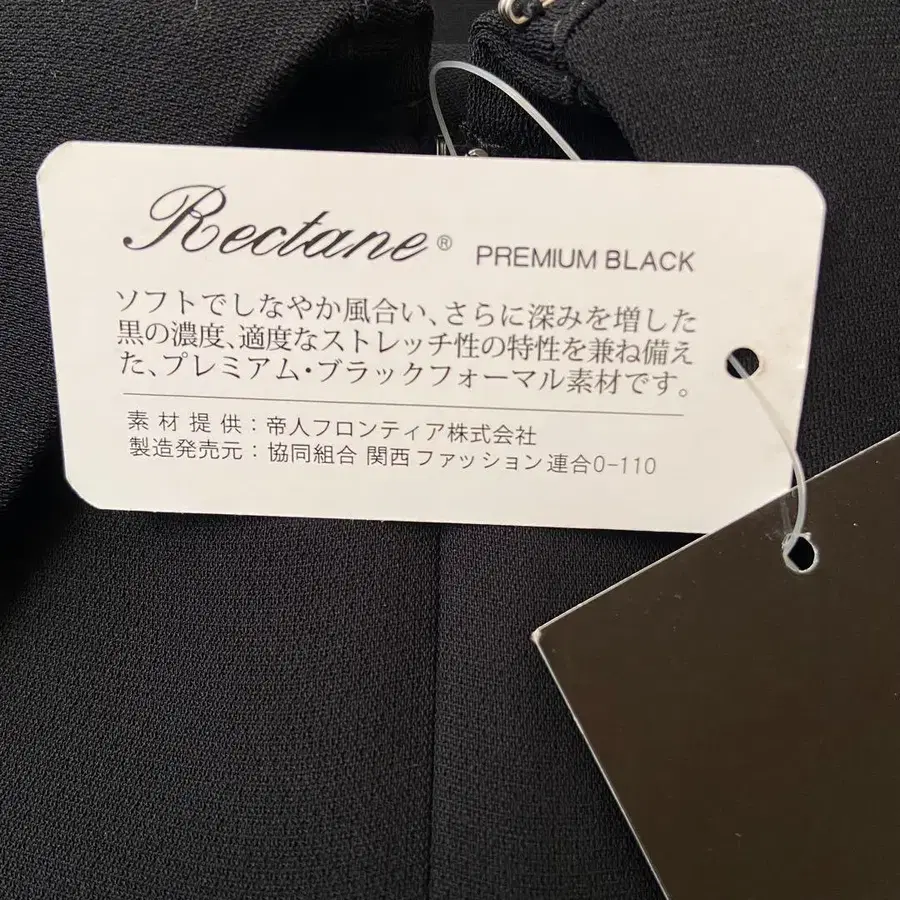 Rectane® PREMIUM BLACK
ソフトでしなやか風合い、さらに深みを増した
黒の濃度、適度なストレッチ性の特性を兼ね備え
た、プレミアム・ブラックフォーマル素材です。
素材提供：帝人フロンティア株式会社
製造発売元：協同組合 関西ファッション連合0-110